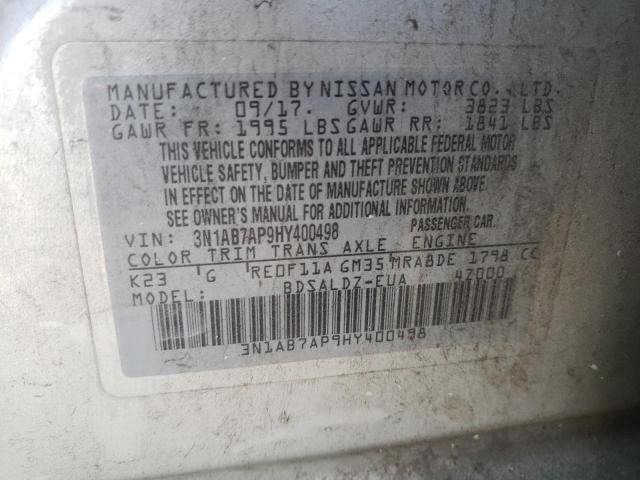 MANUFACTURED BY NISSAN MOTOR CO., LTD.
DATE: 09/17. GVWR: 3823 LBS
GAWR FR: 1995 LBS GAWR RR: 1841 LBS
THIS VEHICLE CONFORMS TO ALL APPLICABLE FEDERAL MOTOR
VEHICLE SAFETY, BUMPER AND THEFT PREVENTION STANDARDS
IN EFFECT ON THE DATE OF MANUFACTURE SHOWN ABOVE.
SEE OWNER'S MANUAL FOR ADDITIONAL INFORMATION.
VIN: 3N1AB7AP9HY400498 PASSENGER CAR.
COLOR TRIM TRANS AXLE ENGINE
K23 G RE0F11A GM35 MRA8DE 1798 CC
MODEL: BDSALDZ-EUA 47000
3N1AB7AP9HY400498